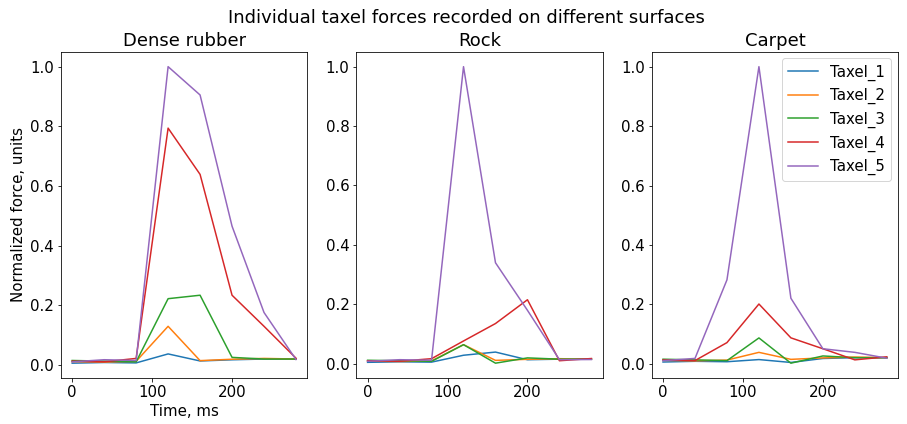 Individual taxel forces recorded on different surfaces
Dense rubber
Rock
Carpet
Normalized force, units
1.0
0.8
0.6
0.4
0.2
0.0
0
100
200
Time, ms
1.0
0.8
0.6
0.4
0.2
0.0
0
100
200
1.0
0.8
0.6
0.4
0.2
0.0
0
100
200
Taxel_1
Taxel_2
Taxel_3
Taxel_4
Taxel_5